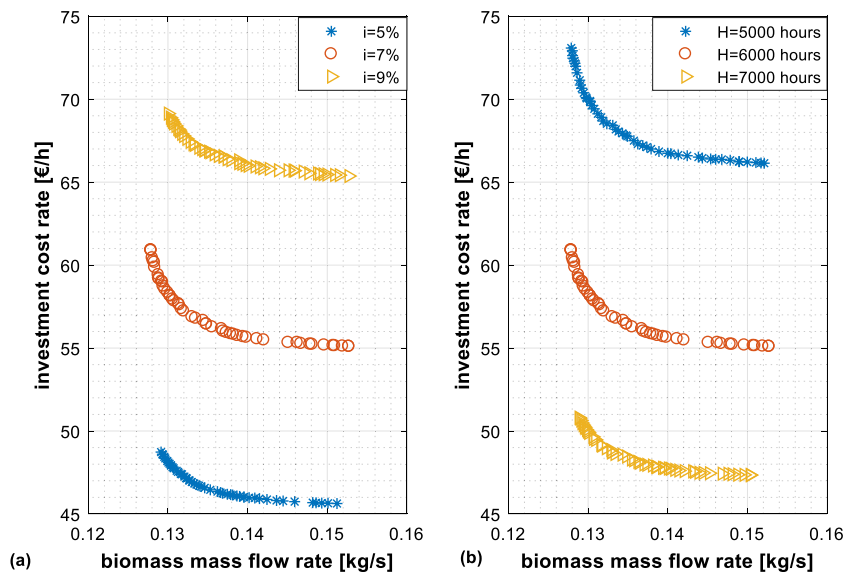 75
70
65
60
55
50
45
0.12
0.13
0.14
0.15
0.16
investment cost rate [€/h]
biomass mass flow rate [kg/s]
i=5%
i=7%
i=9%
(a)
75
70
65
60
55
50
45
0.12
0.13
0.14
0.15
0.16
investment cost rate [€/h]
biomass mass flow rate [kg/s]
H=5000 hours
H=6000 hours
H=7000 hours
(b)